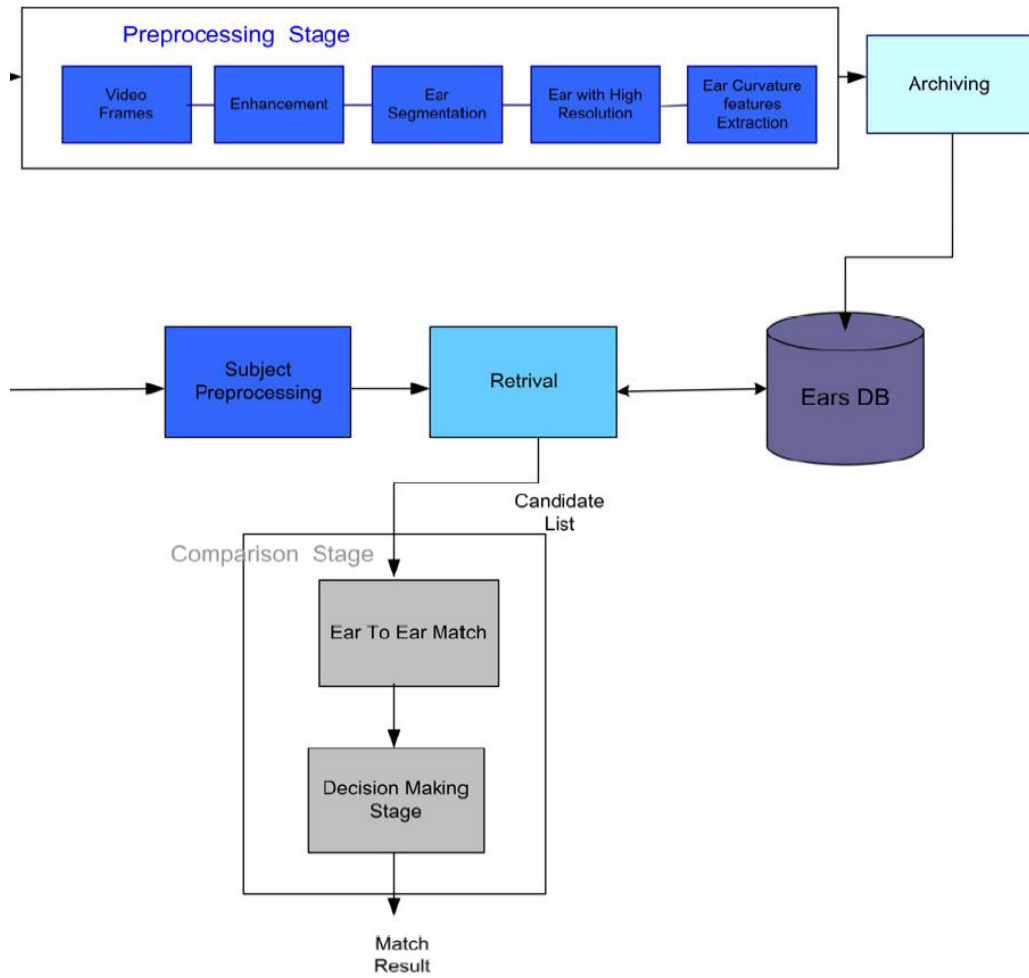 Preprocessing Stage
Video
Frames
Enhancement
Ear
Segmentation
Ear with High
Resolution
Ear Curvature
features
Extraction
Archiving
Subject
Preprocessing
Retrival
Ears DB
Candidate
List
Comparison Stage
Ear To Ear Match
Decision Making
Stage
Match
Result